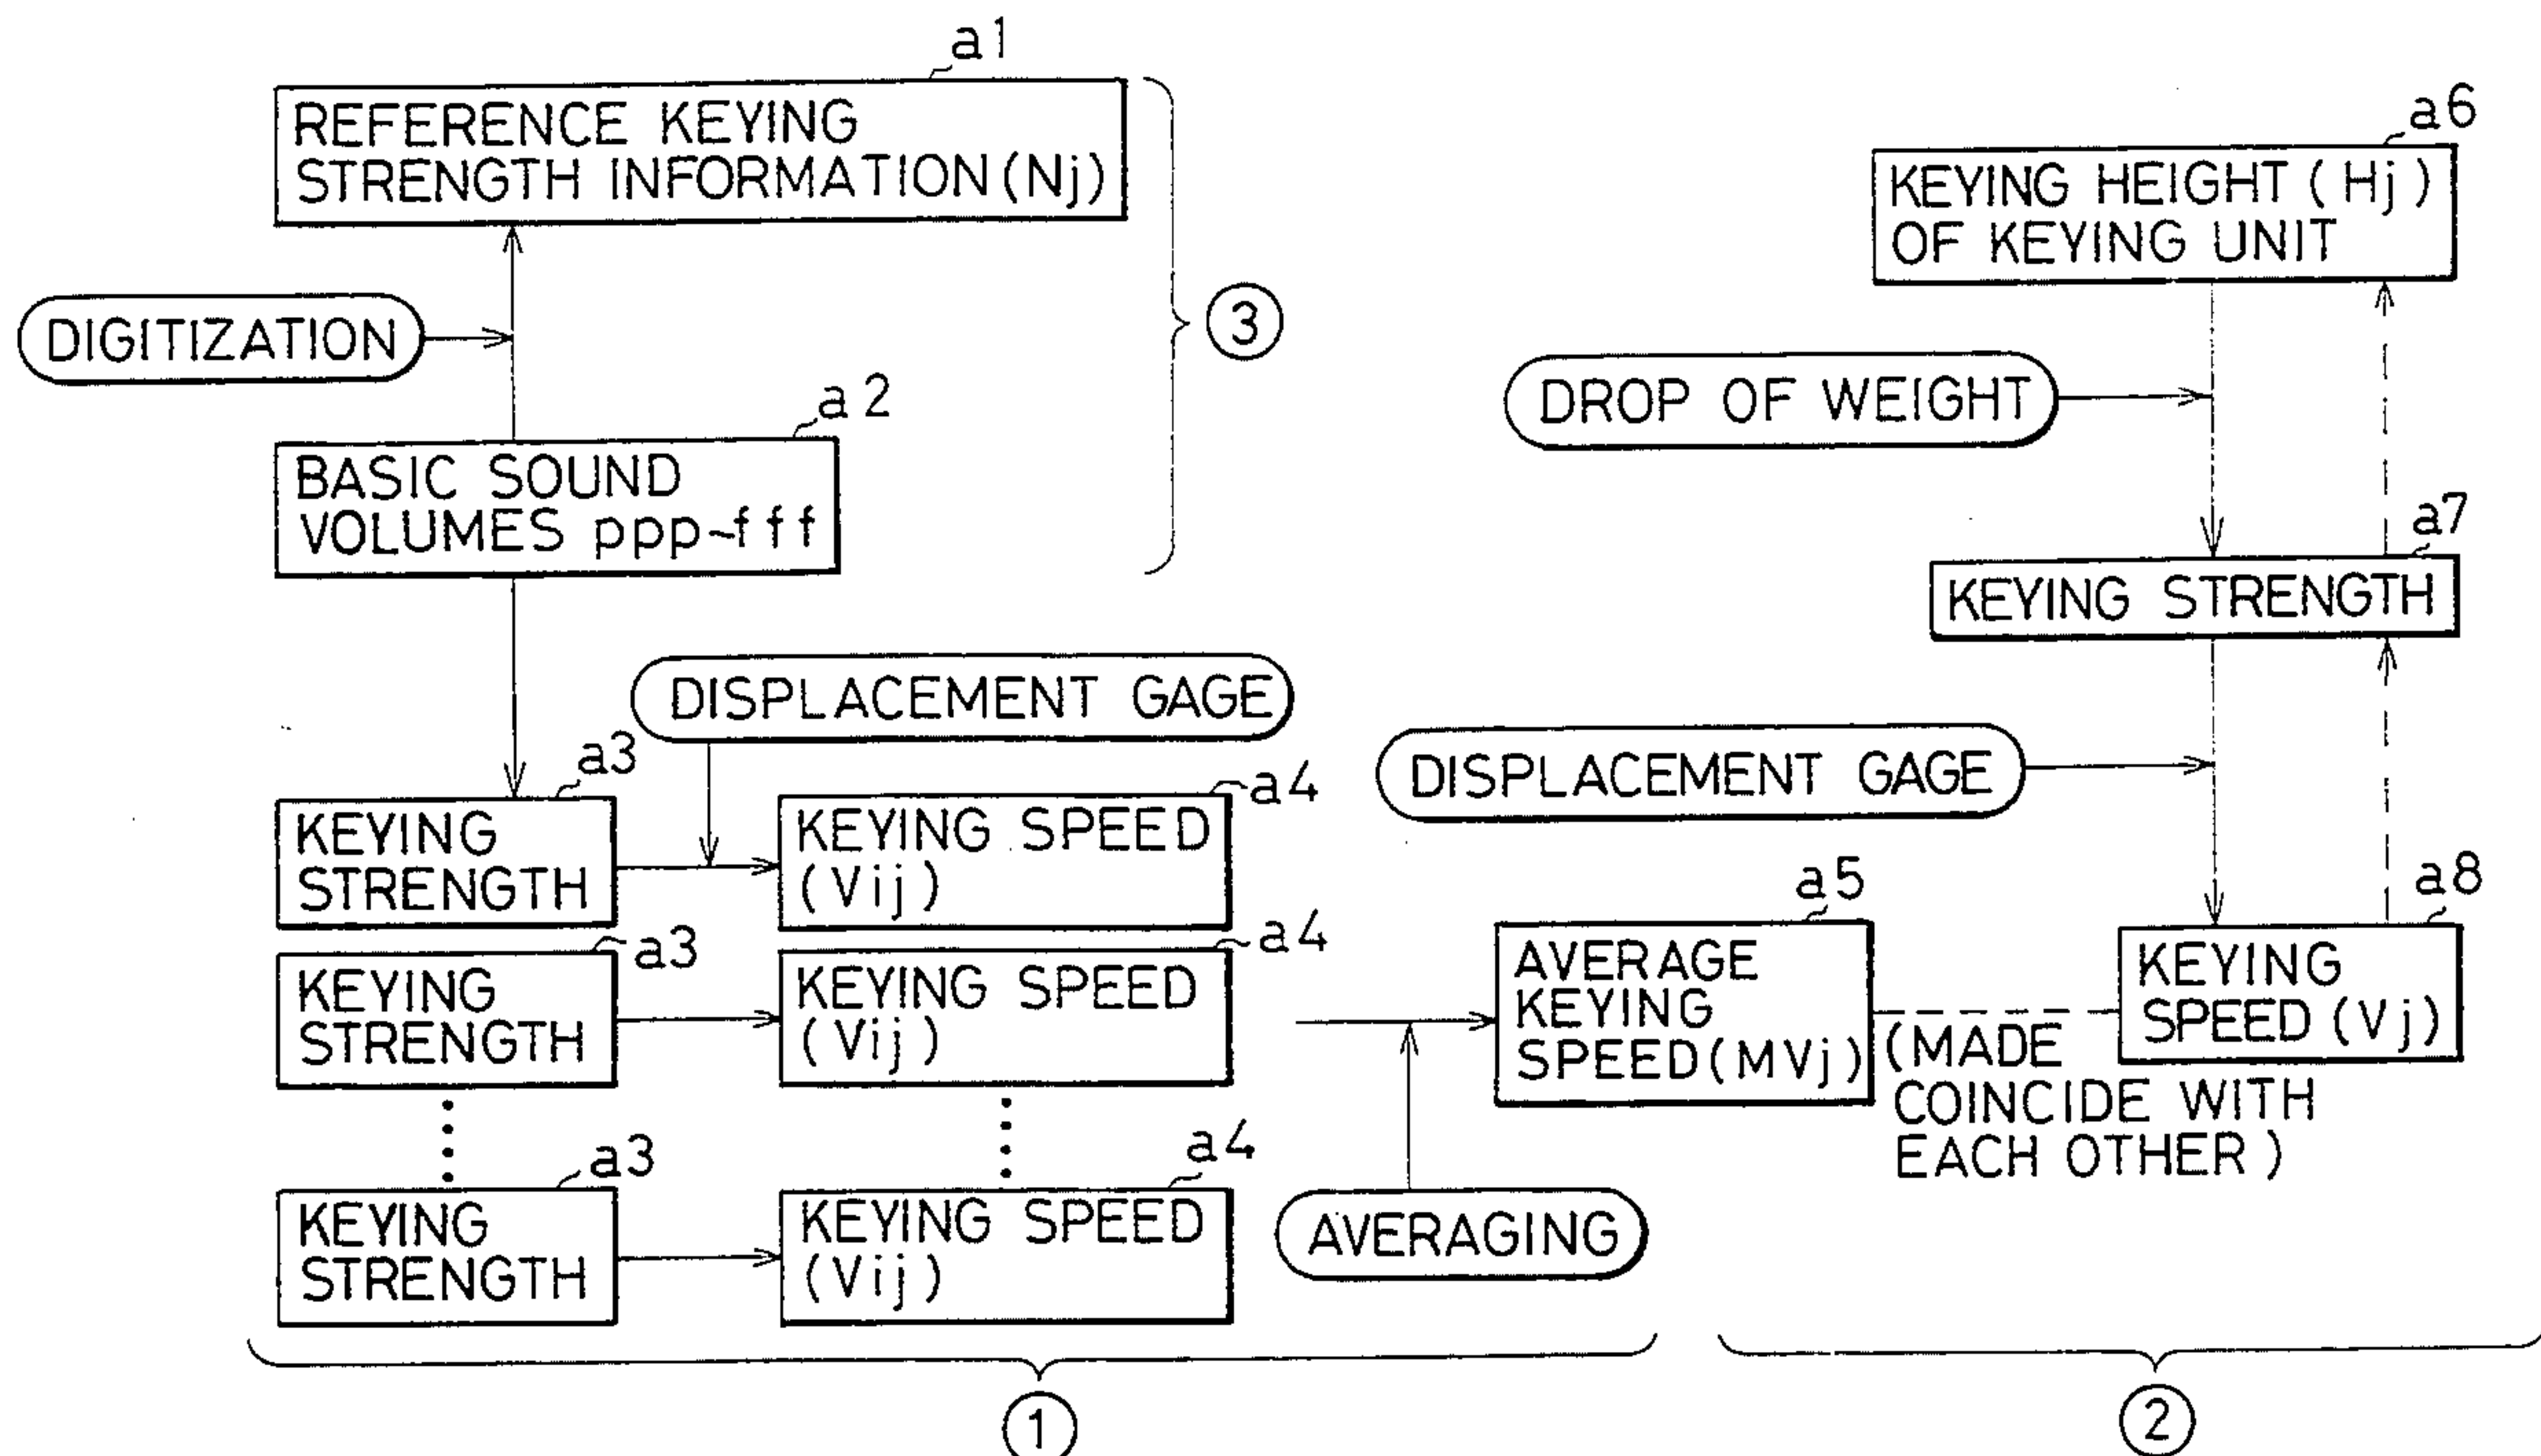 a1
REFERENCE KEYING
STRENGTH INFORMATION (Nj)
DIGITIZATION
3
a2
BASIC SOUND
VOLUMES ppp~fff
DISPLACEMENT GAGE
a3
KEYING
STRENGTH
a4
KEYING SPEED
(Vij)
a3
KEYING
STRENGTH
a4
KEYING SPEED
(Vij)
a3
KEYING
STRENGTH
a4
KEYING SPEED
(Vij)
AVERAGING
a5
AVERAGE
KEYING
SPEED (MVj)
1
a6
KEYING HEIGHT (Hj)
OF KEYING UNIT
DROP OF WEIGHT
a7
KEYING STRENGTH
DISPLACEMENT GAGE
a8
KEYING
SPEED (Vj)
(MADE
COINCIDE WITH
EACH OTHER)
2